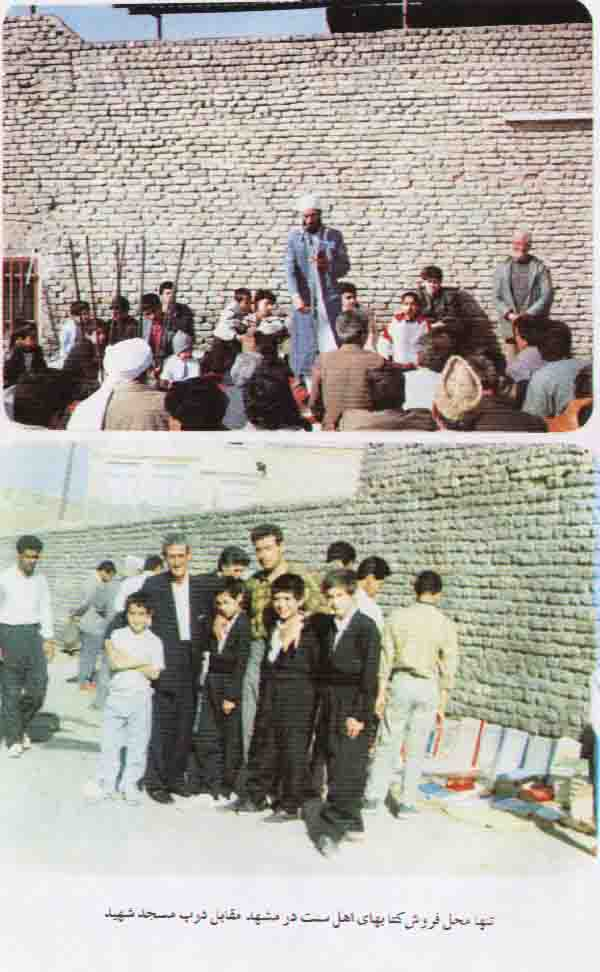 تنها محل فروش کتابهای اهل سنت در مشهد مقابل درب مسجد شهید